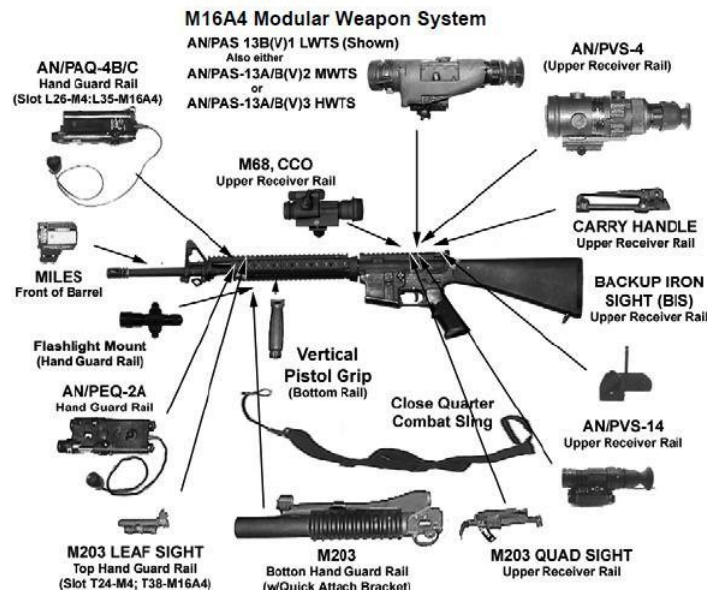 M16A4 Modular Weapon System
AN/PAS 13B(V)1 LWTS (Shown)
Also either
AN/PAS-13A/B(V)2 MWTS
or
AN/PAS-13A/B(V)3 HWTS
AN/PAQ-4B/C
Hand Guard Rail
(Slot L26-M4:L35-M16A4)
AN/PVS-4
(Upper Receiver Rail)
M68, CCO
Upper Receiver Rail
CARRY HANDLE
Upper Receiver Rail
MILES
Front of Barrel
BACKUP IRON
SIGHT (BIS)
Upper Receiver Rail
Flashlight Mount
(Hand Guard Rail)
Vertical
Pistol Grip
(Bottom Rail)
AN/PEQ-2A
Hand Guard Rail
Close Quarter
Combat Sling
AN/PVS-14
Upper Receiver Rail
M203 LEAF SIGHT
Top Hand Guard Rail
(Slot T24-M4; T38-M16A4)
M203
Botton Hand Guard Rail
(w/Quick Attach Bracket)
M203 QUAD SIGHT
Upper Receiver Rail